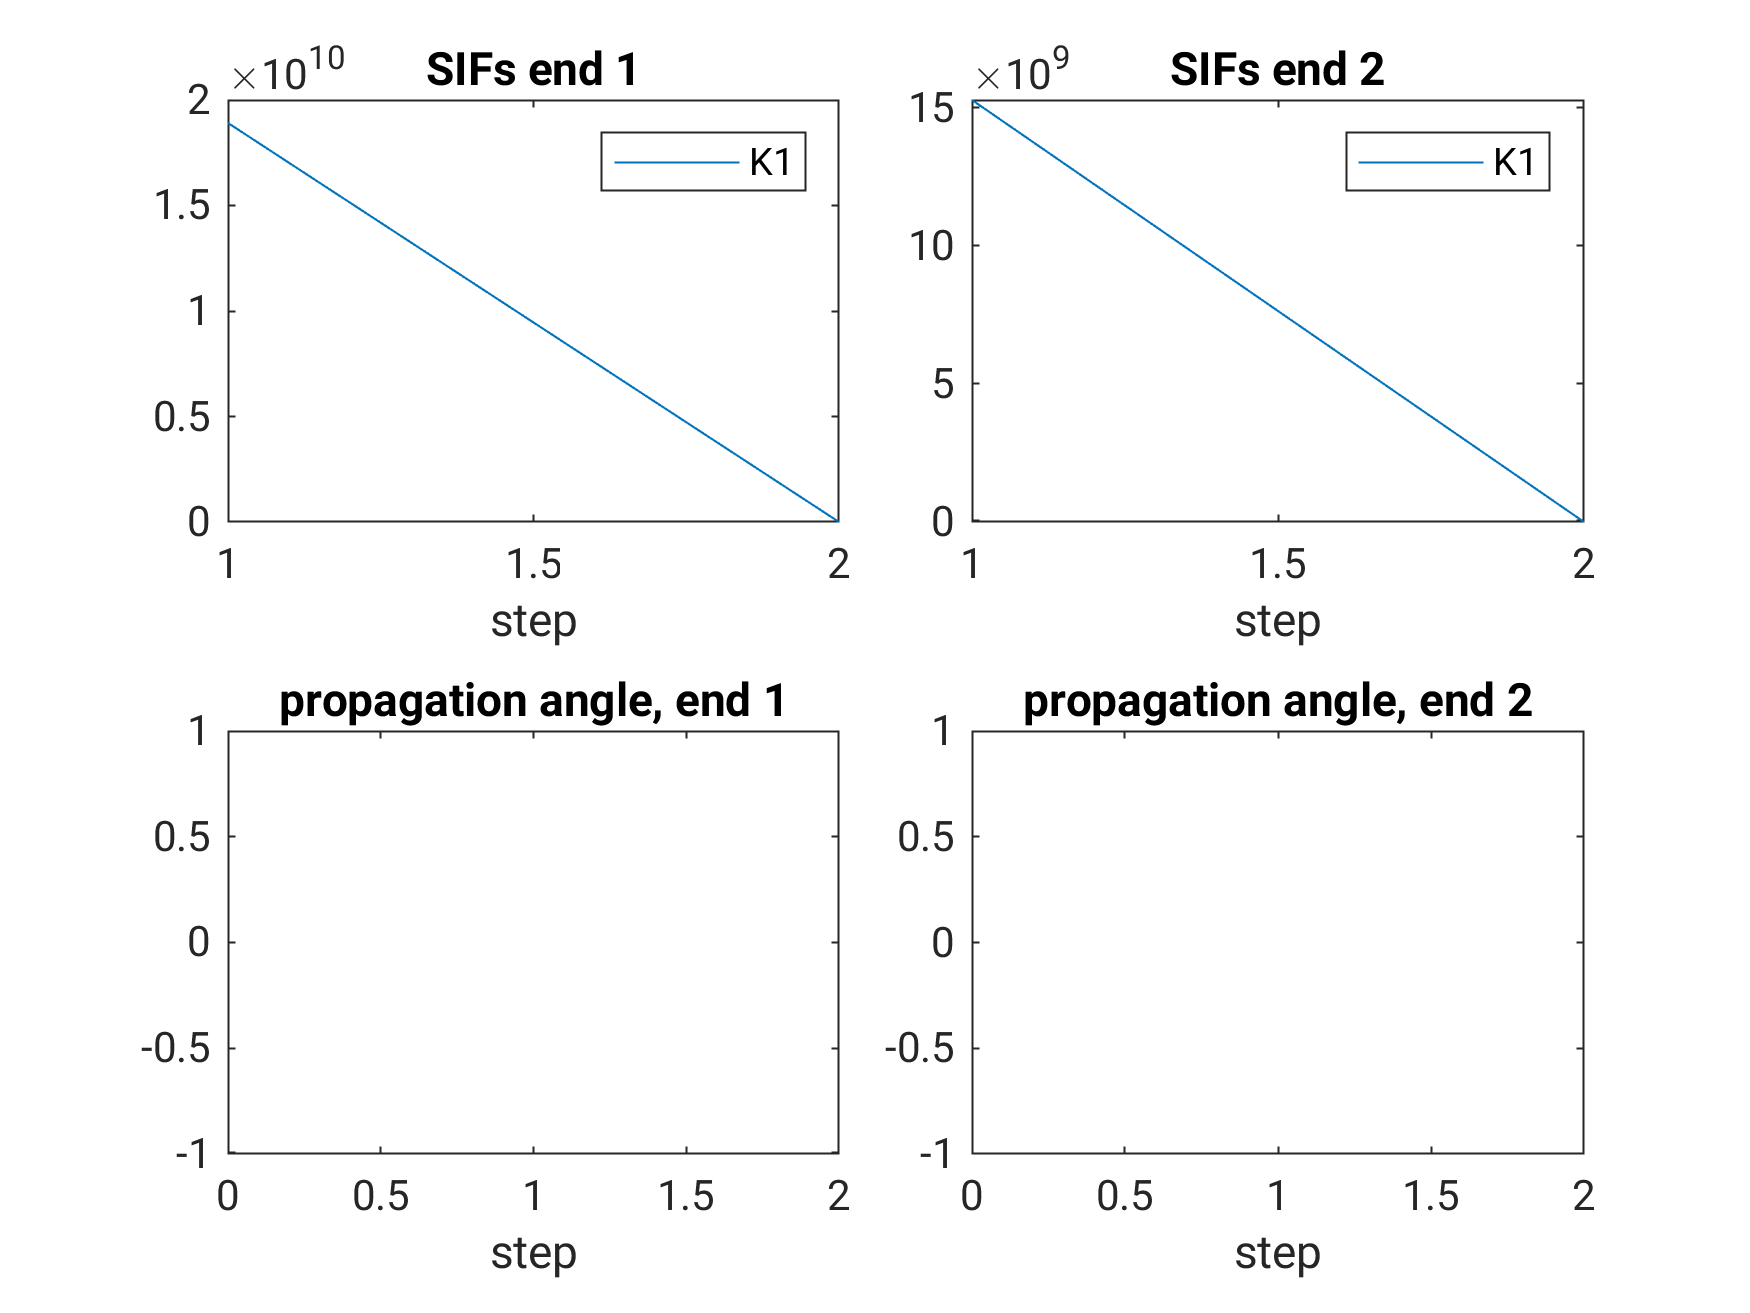 ×10^10 SIFs end 1
2
1.5
1
0.5
0
K1
1 1.5 2
step
×10^9 SIFs end 2
15
10
5
0
K1
1 1.5 2
step
propagation angle, end 1
1
0.5
0
-0.5
-1
0 0.5 1 1.5 2
step
propagation angle, end 2
1
0.5
0
-0.5
-1
0 0.5 1 1.5 2
step